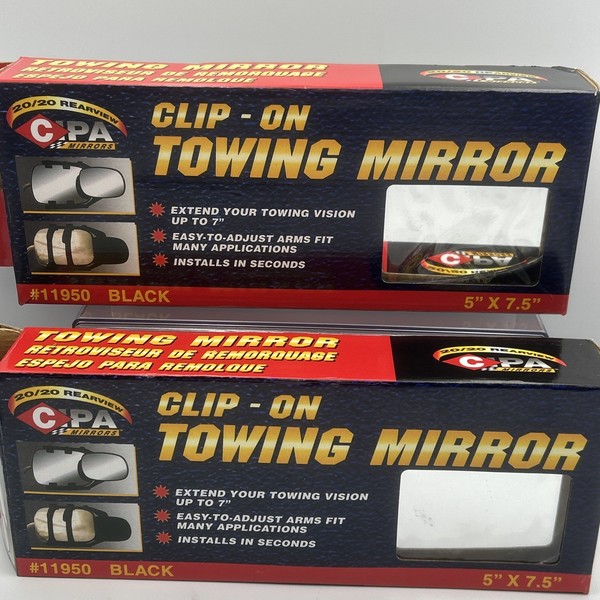 TOWING MIRROR
RETROVISEUR DE REMORQUAGE
ESPEJO PARA REMOLQUE
20/20 REARVIEW
CIPA
MIRRORS
CLIP - ON
TOWING MIRROR
EXTEND YOUR TOWING VISION
UP TO 7"
EASY-TO-ADJUST ARMS FIT
MANY APPLICATIONS
INSTALLS IN SECONDS
#11950 BLACK
5" X 7.5"
TOWING MIRROR
RETROVISEUR DE REMORQUAGE
ESPEJO PARA REMOLQUE
20/20 REARVIEW
CIPA
MIRRORS
20/20 REARVIEW
CIPA
MIRRORS
CLIP - ON
TOWING MIRROR
EXTEND YOUR TOWING VISION
UP TO 7"
EASY-TO-ADJUST ARMS FIT
MANY APPLICATIONS
INSTALLS IN SECONDS
#11950 BLACK
5" X 7.5"